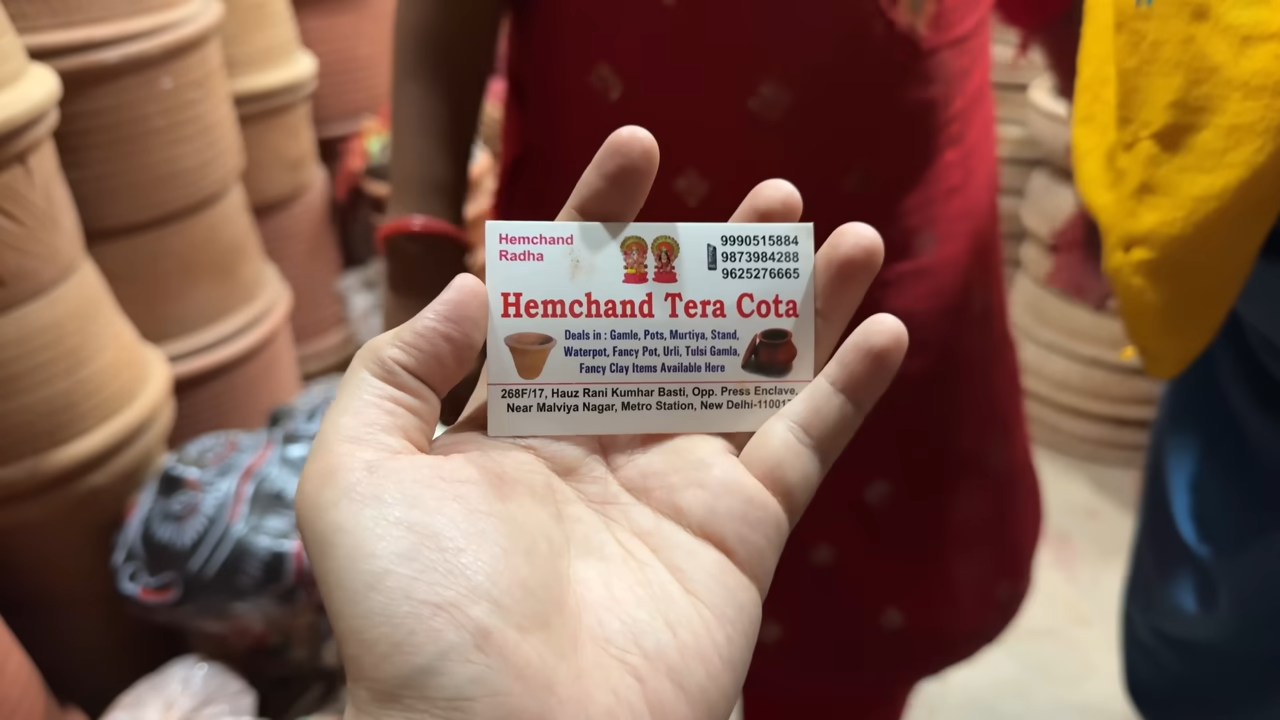 Hemchand
Radha
9990515884
9873984288
9625276665
Hemchand Tera Cota
Deals in : Gamle, Pots, Murtiya, Stand,
Waterpot, Fancy Pot, Urli, Tulsi Gamla,
Fancy Clay Items Available Here
268F/17, Hauz Rani Kumhar Basti, Opp. Press Enclave,
Near Malviya Nagar, Metro Station, New Delhi-110017